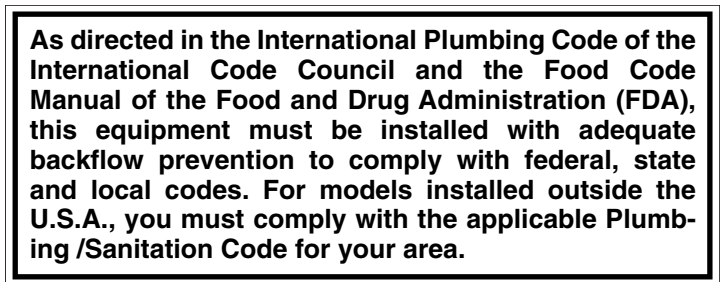 As directed in the International Plumbing Code of the
International Code Council and the Food Code
Manual of the Food and Drug Administration (FDA),
this equipment must be installed with adequate
backflow prevention to comply with federal, state
and local codes. For models installed outside the
U.S.A., you must comply with the applicable Plumb-
ing /Sanitation Code for your area.